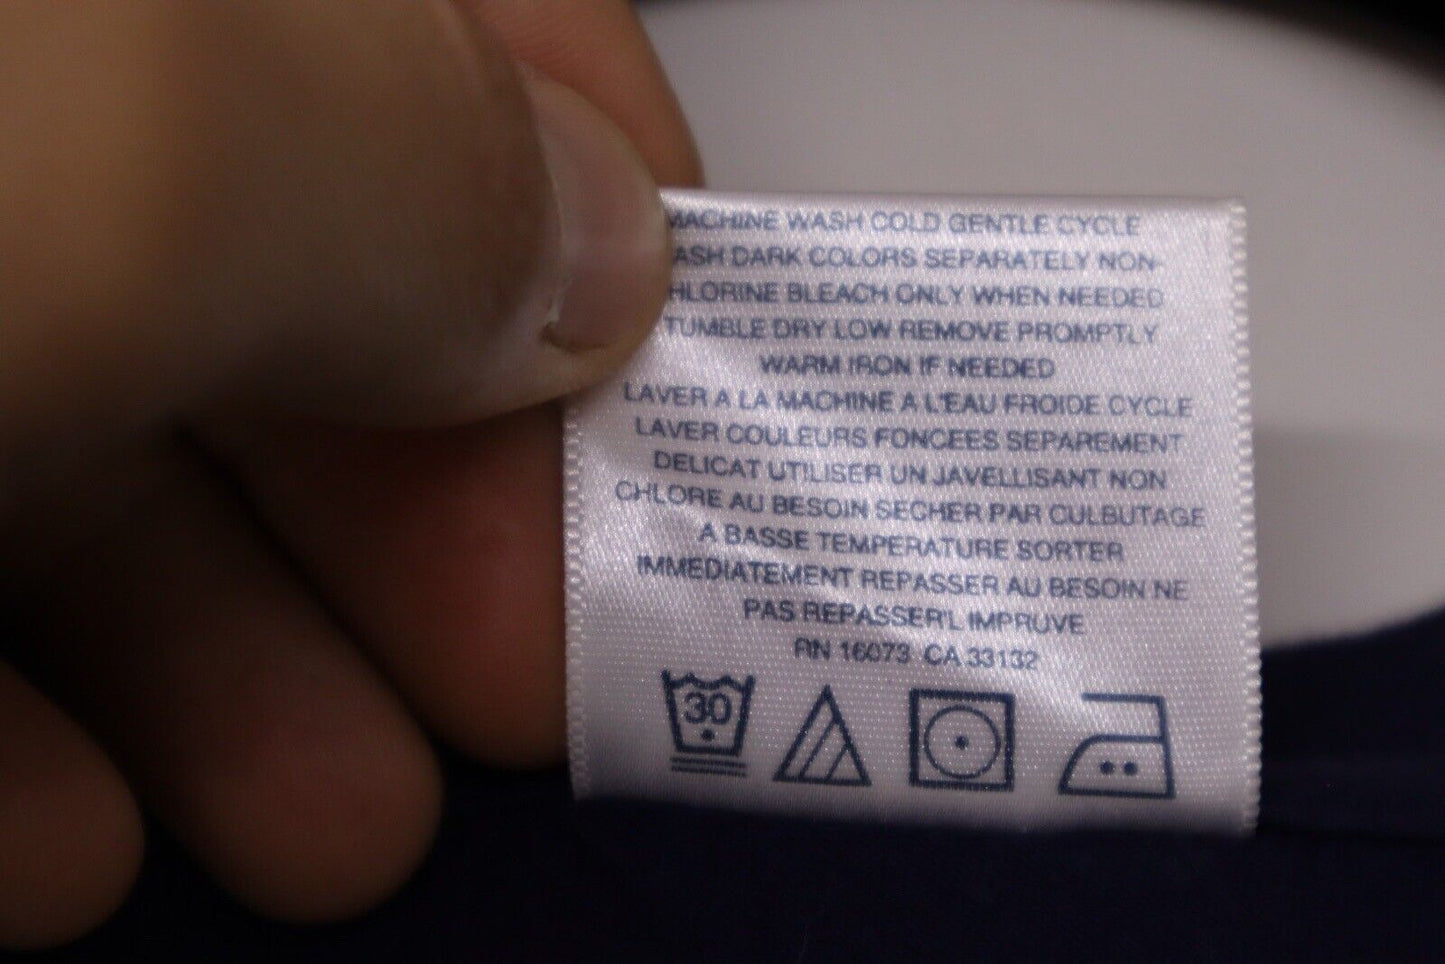 MACHINE WASH COLD GENTLE CYCLE
ASH DARK COLORS SEPARATELY NON-
HLORINE BLEACH ONLY WHEN NEEDED
TUMBLE DRY LOW REMOVE PROMPTLY
WARM IRON IF NEEDED
LAVER A LA MACHINE A L'EAU FROIDE CYCLE
LAVER COULEURS FONCEES SEPAREMENT
DELICAT UTILISER UN JAVELLISANT NON
CHLORE AU BESOIN SECHER PAR CULBUTAGE
A BASSE TEMPERATURE SORTER
IMMEDIATEMENT REPASSER AU BESOIN NE
PAS REPASSER'L IMPRUVE
RN 16073 CA 33132
30